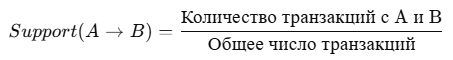 Support(A → B) = Количество транзакций с A и B / Общее число транзакций